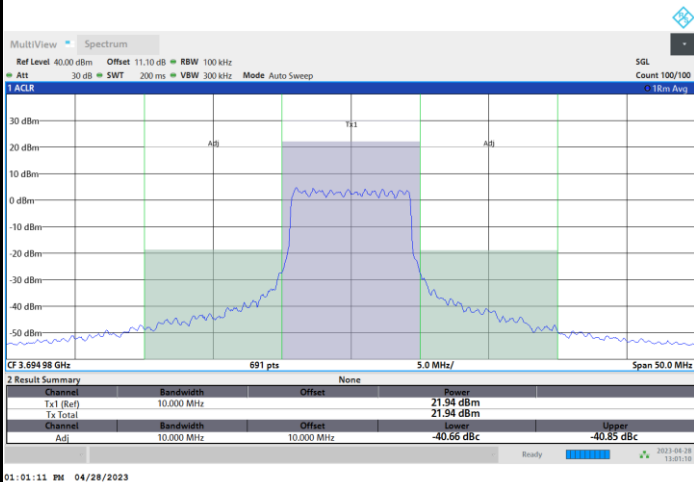 MultiView Spectrum
Ref Level 40.00 dBm Offset 11.10 dB RBW 100 kHz SGL
Att 30 dB SWT 200 ms VBW 300 kHz Mode Auto Sweep Count 100/100
1 ACLR 1Rm Avg
30 dBm
Tx1
20 dBm
Adj Adj
10 dBm
0 dBm
-10 dBm
-20 dBm
-30 dBm
-40 dBm
-50 dBm
CF 3.694 98 GHz 691 pts 5.0 MHz/ Span 50.0 MHz
2 Result Summary None
Channel Bandwidth Offset Power
Tx1 (Ref) 10.000 MHz 21.94 dBm
Tx Total 21.94 dBm
Channel Bandwidth Offset Lower Upper
Adj 10.000 MHz 10.000 MHz -40.66 dBc -40.85 dBc
Ready 2023-04-28
13:01:10
01:01:11 PM 04/28/2023